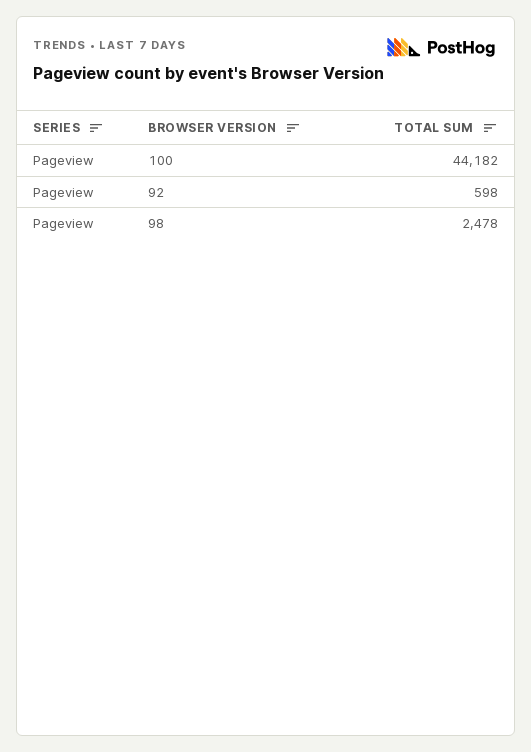 TRENDS • LAST 7 DAYS
PostHog
Pageview count by event's Browser Version
SERIES BROWSER VERSION TOTAL SUM
Pageview 100 44,182
Pageview 92 598
Pageview 98 2,478